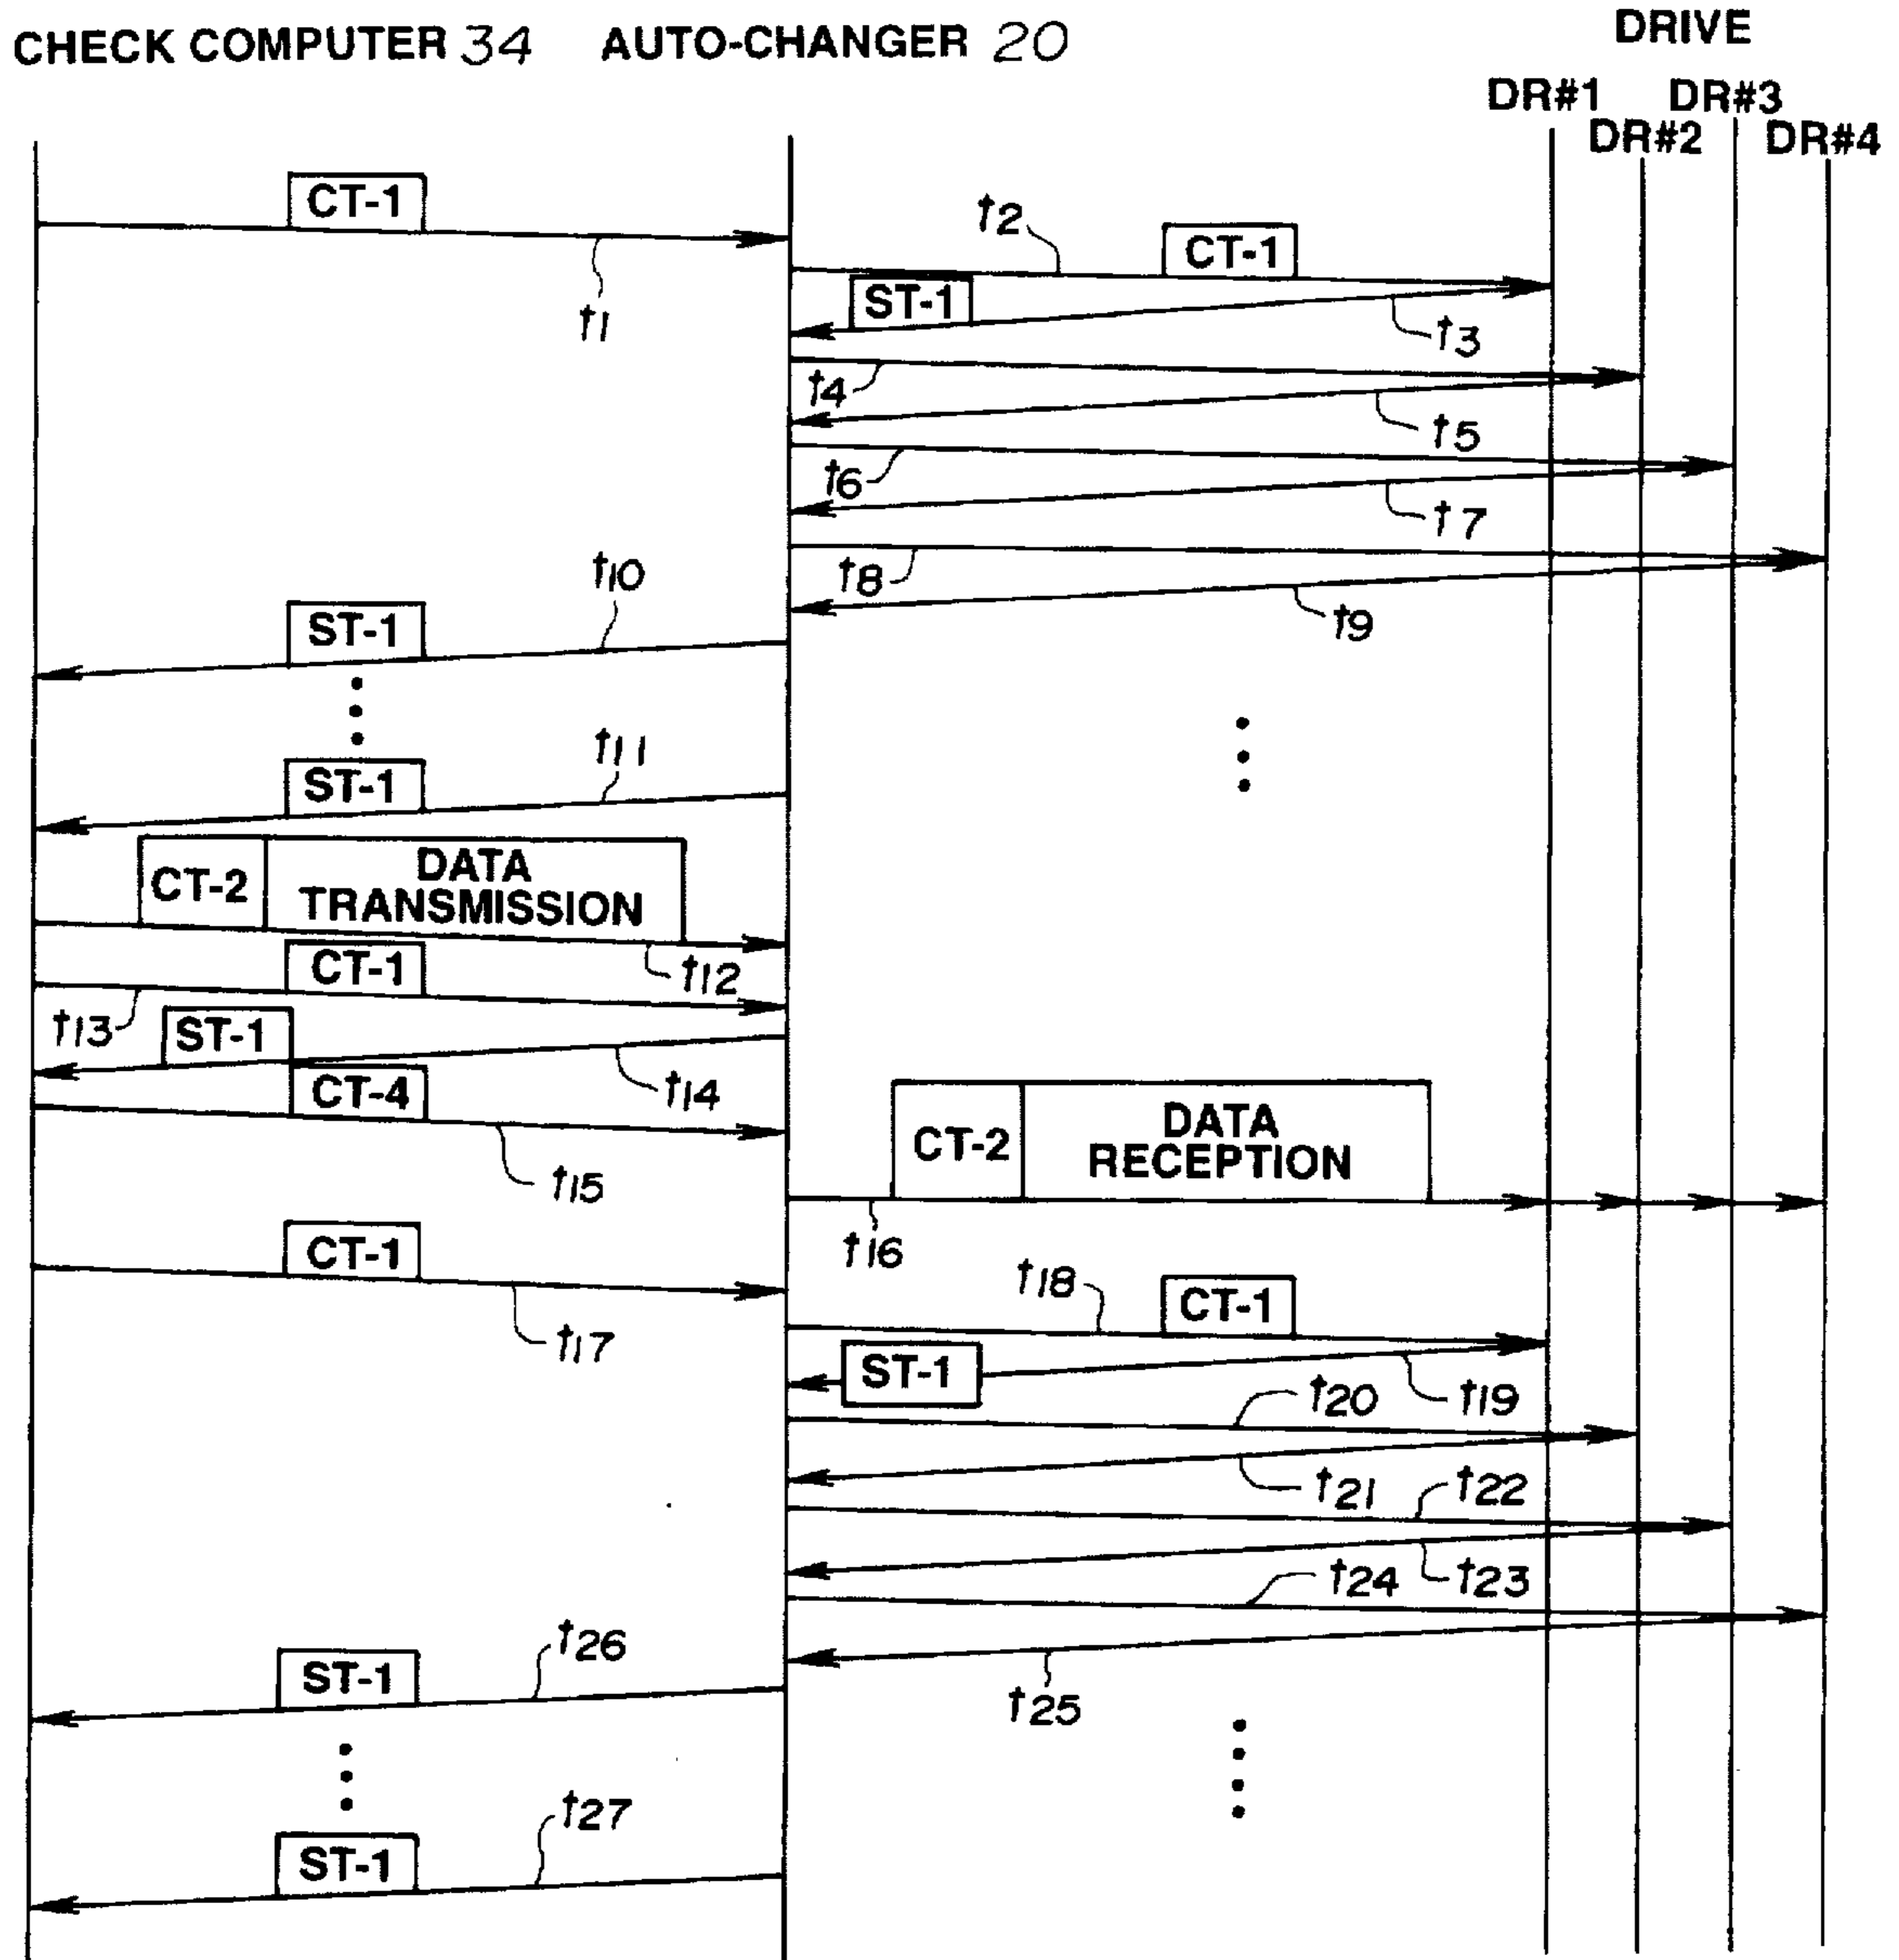 CHECK COMPUTER 34
AUTO-CHANGER 20
DRIVE
DR#1
DR#2
DR#3
DR#4
CT-1
t1
t2
CT-1
ST-1
t3
t4
t5
t6
t7
t8
t9
t10
ST-1
t11
ST-1
CT-2
DATA
TRANSMISSION
t12
CT-1
t13
ST-1
t14
CT-4
t15
CT-2
DATA
RECEPTION
t16
CT-1
t17
t18
CT-1
ST-1
t19
t20
t21
t22
t23
t24
t25
t26
ST-1
t27
ST-1